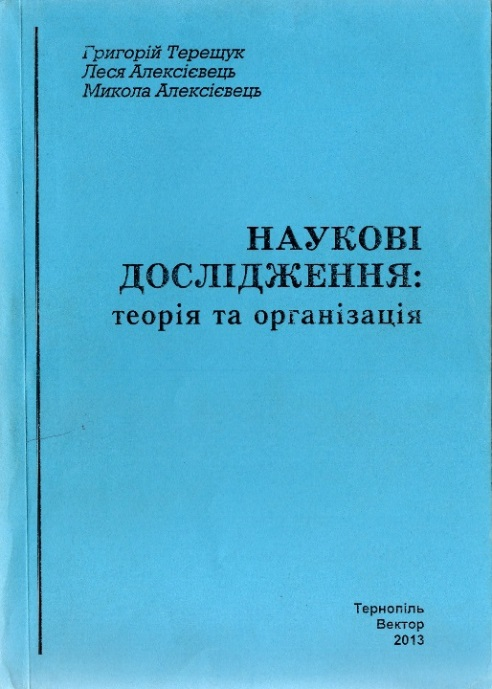 Григорій Терещук
Леся Алексієвець
Микола Алексієвець
НАУКОВІ
ДОСЛІДЖЕННЯ:
теорія та організація
Тернопіль
Вектор
2013